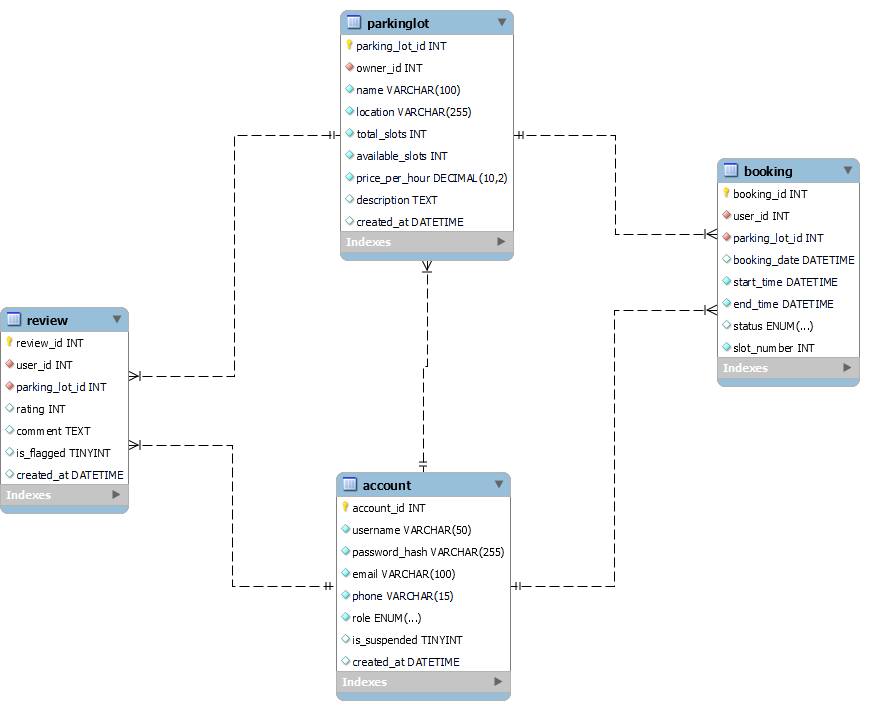 parkinglot
parking_lot_id INT
owner_id INT
name VARCHAR(100)
location VARCHAR(255)
total_slots INT
available_slots INT
price_per_hour DECIMAL(10,2)
description TEXT
created_at DATETIME
Indexes
booking
booking_id INT
user_id INT
parking_lot_id INT
booking_date DATETIME
start_time DATETIME
end_time DATETIME
status ENUM(...)
slot_number INT
Indexes
review
review_id INT
user_id INT
parking_lot_id INT
rating INT
comment TEXT
is_flagged TINYINT
created_at DATETIME
Indexes
account
account_id INT
username VARCHAR(50)
password_hash VARCHAR(255)
email VARCHAR(100)
phone VARCHAR(15)
role ENUM(...)
is_suspended TINYINT
created_at DATETIME
Indexes